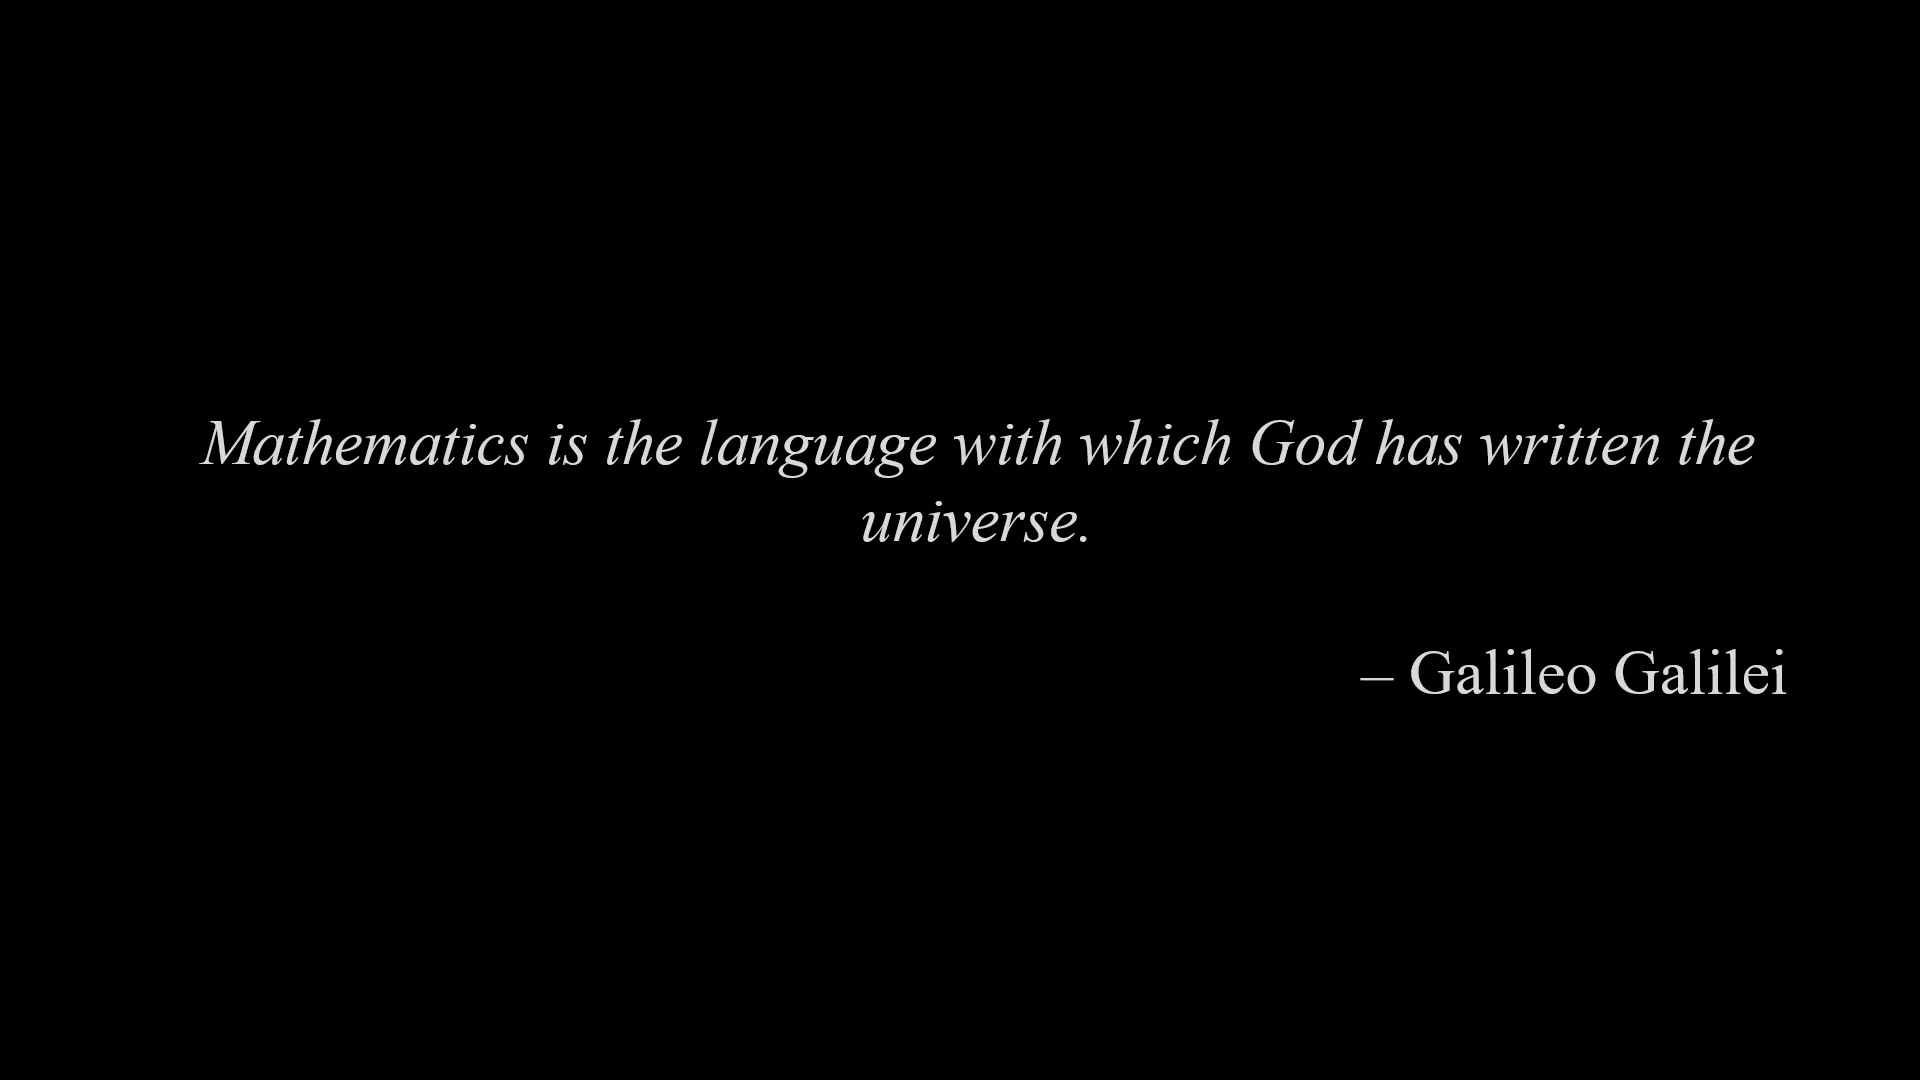 Mathematics is the language with which God has written the
universe.
– Galileo Galilei